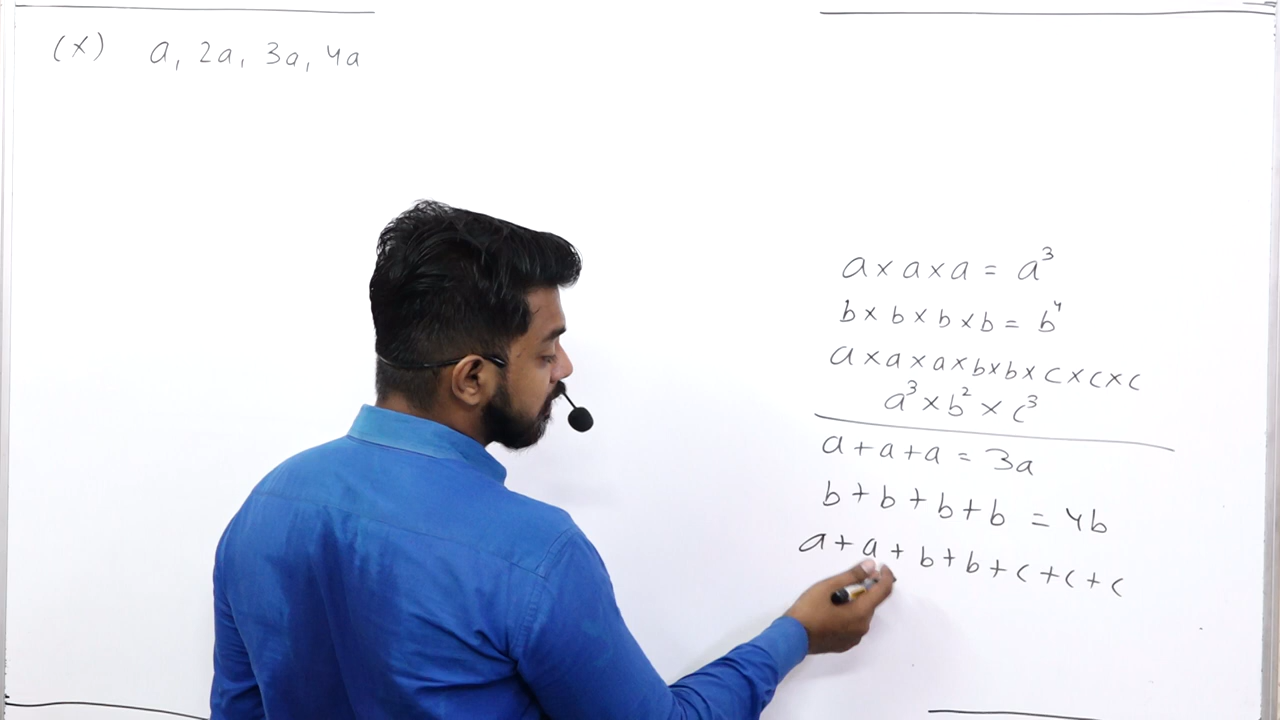 (x) a, 2a, 3a, 4a
a × a × a = a³
b × b × b × b = b⁴
a × a × a × b × b × c × c × c
a³ × b² × c³
a + a + a = 3a
b + b + b + b = 4b
a + a + b + b + c + c + c